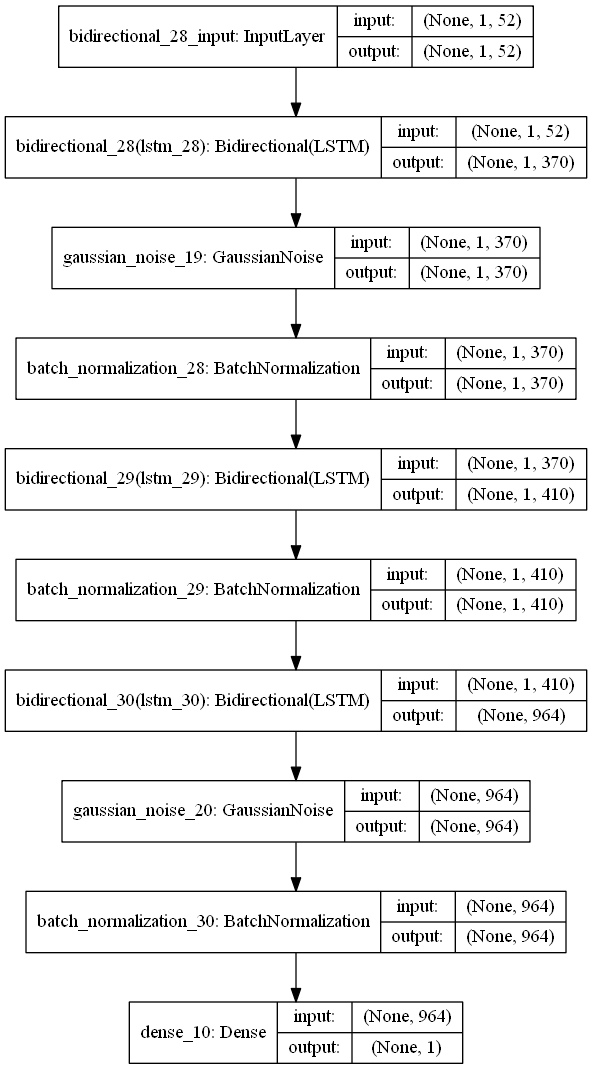 bidirectional_28_input: InputLayer
input: (None, 1, 52)
output: (None, 1, 52)
bidirectional_28(lstm_28): Bidirectional(LSTM)
input: (None, 1, 52)
output: (None, 1, 370)
gaussian_noise_19: GaussianNoise
input: (None, 1, 370)
output: (None, 1, 370)
batch_normalization_28: BatchNormalization
input: (None, 1, 370)
output: (None, 1, 370)
bidirectional_29(lstm_29): Bidirectional(LSTM)
input: (None, 1, 370)
output: (None, 1, 410)
batch_normalization_29: BatchNormalization
input: (None, 1, 410)
output: (None, 1, 410)
bidirectional_30(lstm_30): Bidirectional(LSTM)
input: (None, 1, 410)
output: (None, 964)
gaussian_noise_20: GaussianNoise
input: (None, 964)
output: (None, 964)
batch_normalization_30: BatchNormalization
input: (None, 964)
output: (None, 964)
dense_10: Dense
input: (None, 964)
output: (None, 1)